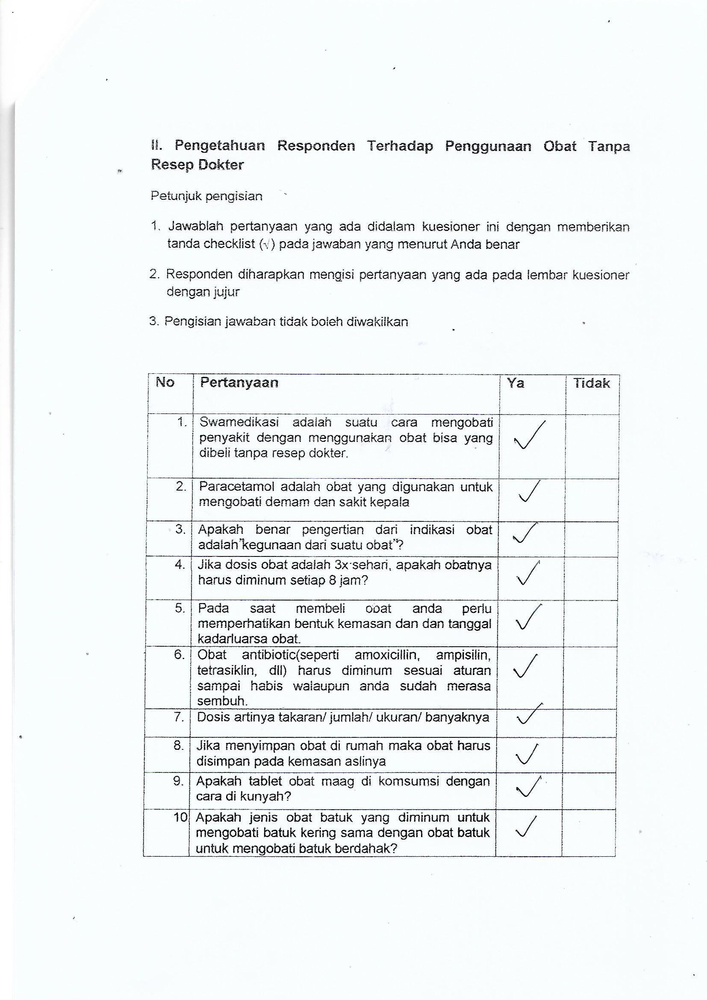 II. Pengetahuan Responden Terhadap Penggunaan Obat Tanpa
Resep Dokter
Petunjuk pengisian
1. Jawablah pertanyaan yang ada didalam kuesioner ini dengan memberikan
tanda checklist (√) pada jawaban yang menurut Anda benar
2. Responden diharapkan mengisi pertanyaan yang ada pada lembar kuesioner
dengan jujur
3. Pengisian jawaban tidak boleh diwakilkan
No Pertanyaan Ya Tidak
1. Swamedikasi adalah suatu cara mengobati ✓
penyakit dengan menggunakan obat bisa yang
dibeli tanpa resep dokter.
2. Paracetamol adalah obat yang digunakan untuk ✓
mengobati demam dan sakit kepala
3. Apakah benar pengertian dari indikasi obat ✓
adalah"kegunaan dari suatu obat"?
4. Jika dosis obat adalah 3x sehari, apakah obatnya ✓
harus diminum setiap 8 jam?
5. Pada saat membeli obat anda perlu ✓
memperhatikan bentuk kemasan dan dan tanggal
kadarluarsa obat.
6. Obat antibiotic(seperti amoxicillin, ampisilin, ✓
tetrasiklin, dll) harus diminum sesuai aturan
sampai habis walaupun anda sudah merasa
sembuh.
7. Dosis artinya takaran/ jumlah/ ukuran/ banyaknya ✓
8. Jika menyimpan obat di rumah maka obat harus ✓
disimpan pada kemasan aslinya
9. Apakah tablet obat maag di komsumsi dengan ✓
cara di kunyah?
10 Apakah jenis obat batuk yang diminum untuk ✓
mengobati batuk kering sama dengan obat batuk
untuk mengobati batuk berdahak?